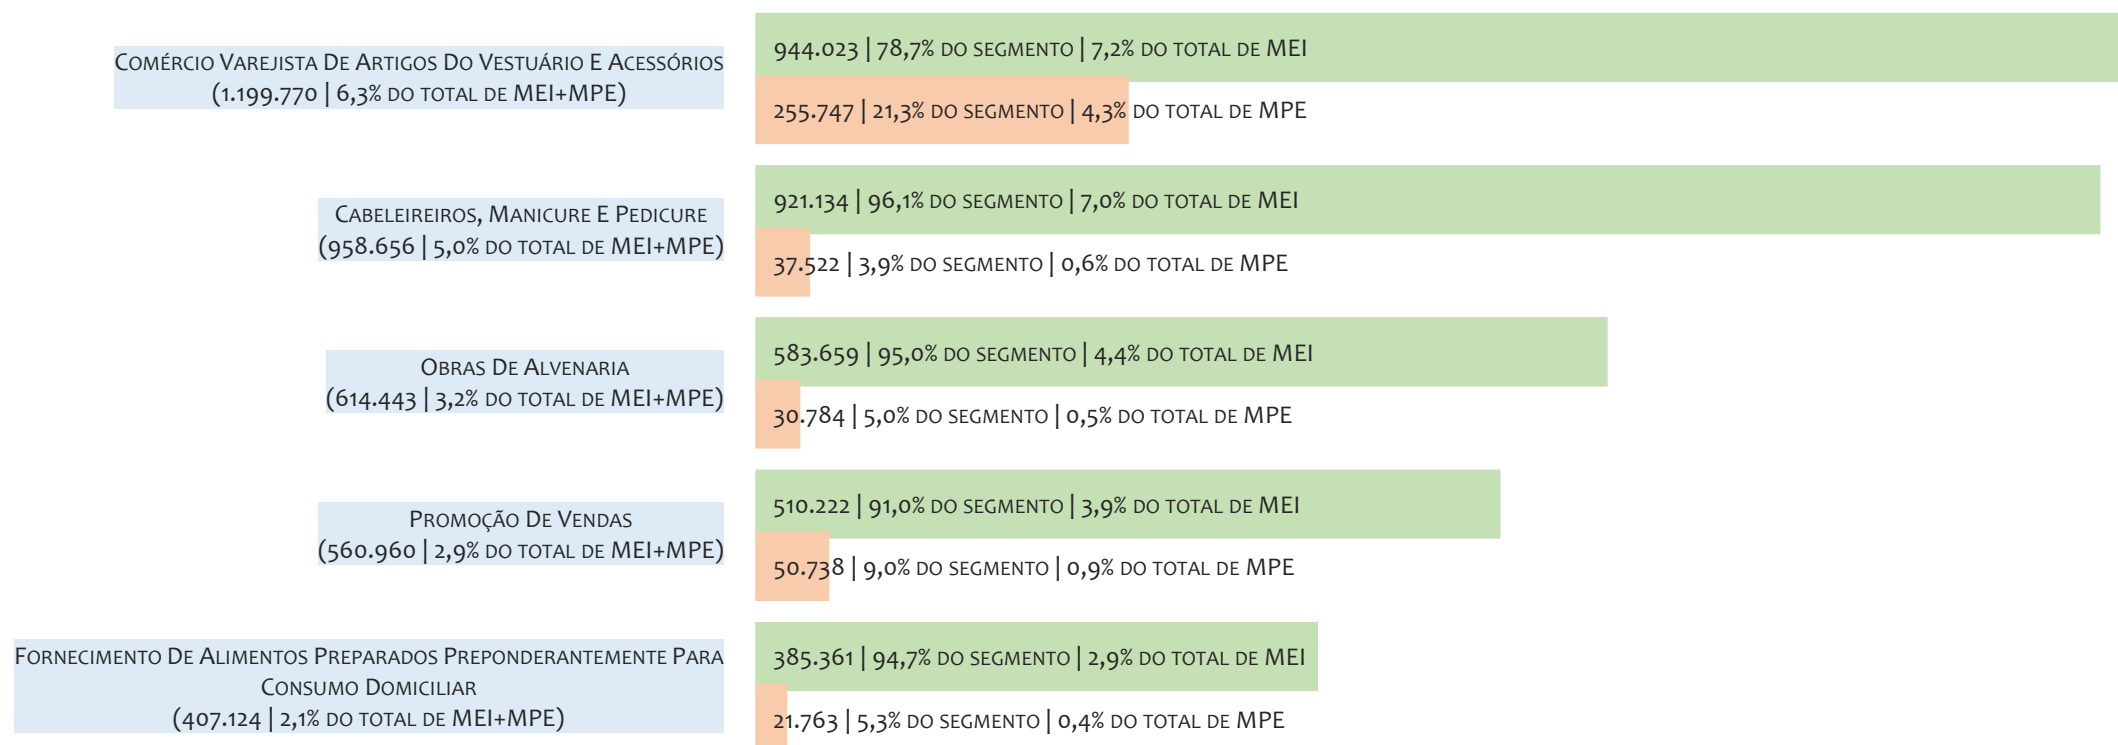 Comércio Varejista De Artigos Do Vestuário E Acessórios
(1.199.770 | 6,3% do total de MEI+MPE)
944.023 | 78,7% do segmento | 7,2% do total de MEI
255.747 | 21,3% do segmento | 4,3% do total de MPE
Cabeleireiros, Manicure E Pedicure
(958.656 | 5,0% do total de MEI+MPE)
921.134 | 96,1% do segmento | 7,0% do total de MEI
37.522 | 3,9% do segmento | 0,6% do total de MPE
Obras De Alvenaria
(614.443 | 3,2% do total de MEI+MPE)
583.659 | 95,0% do segmento | 4,4% do total de MEI
30.784 | 5,0% do segmento | 0,5% do total de MPE
Promoção De Vendas
(560.960 | 2,9% do total de MEI+MPE)
510.222 | 91,0% do segmento | 3,9% do total de MEI
50.738 | 9,0% do segmento | 0,9% do total de MPE
Fornecimento De Alimentos Preparados Preponderantemente Para
Consumo Domiciliar
(407.124 | 2,1% do total de MEI+MPE)
385.361 | 94,7% do segmento | 2,9% do total de MEI
21.763 | 5,3% do segmento | 0,4% do total de MPE